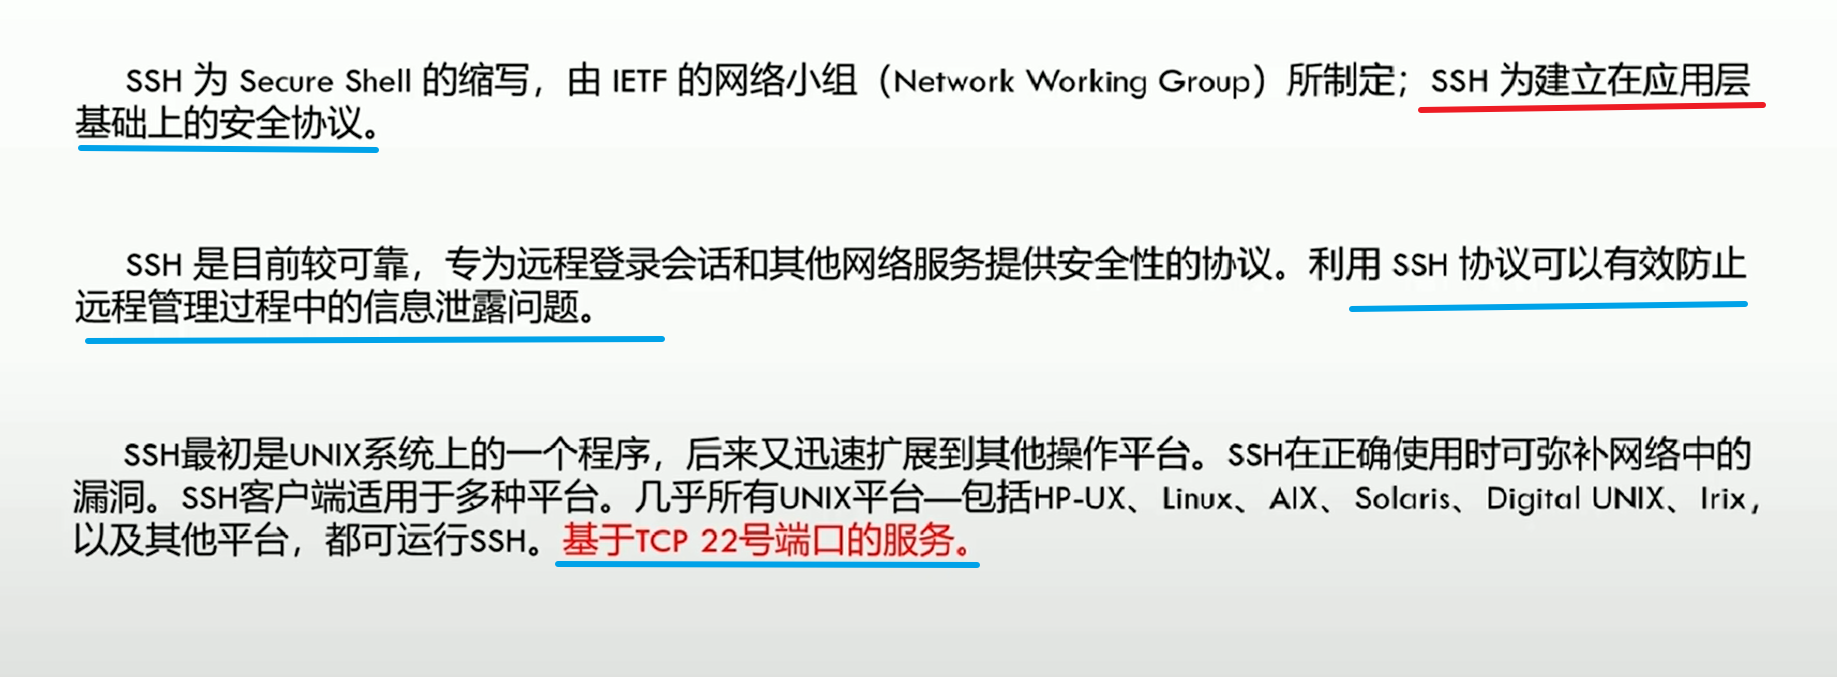 SSH 为 Secure Shell 的缩写，由 IETF 的网络小组（Network Working Group）所制定；SSH 为建立在应用层
基础上的安全协议。
SSH 是目前较可靠，专为远程登录会话和其他网络服务提供安全性的协议。利用 SSH 协议可以有效防止
远程管理过程中的信息泄露问题。
SSH最初是UNIX系统上的一个程序，后来又迅速扩展到其他操作平台。SSH在正确使用时可弥补网络中的
漏洞。SSH客户端适用于多种平台。几乎所有UNIX平台—包括HP-UX、Linux、AIX、Solaris、Digital UNIX、Irix，
以及其他平台，都可运行SSH。基于TCP 22号端口的服务。